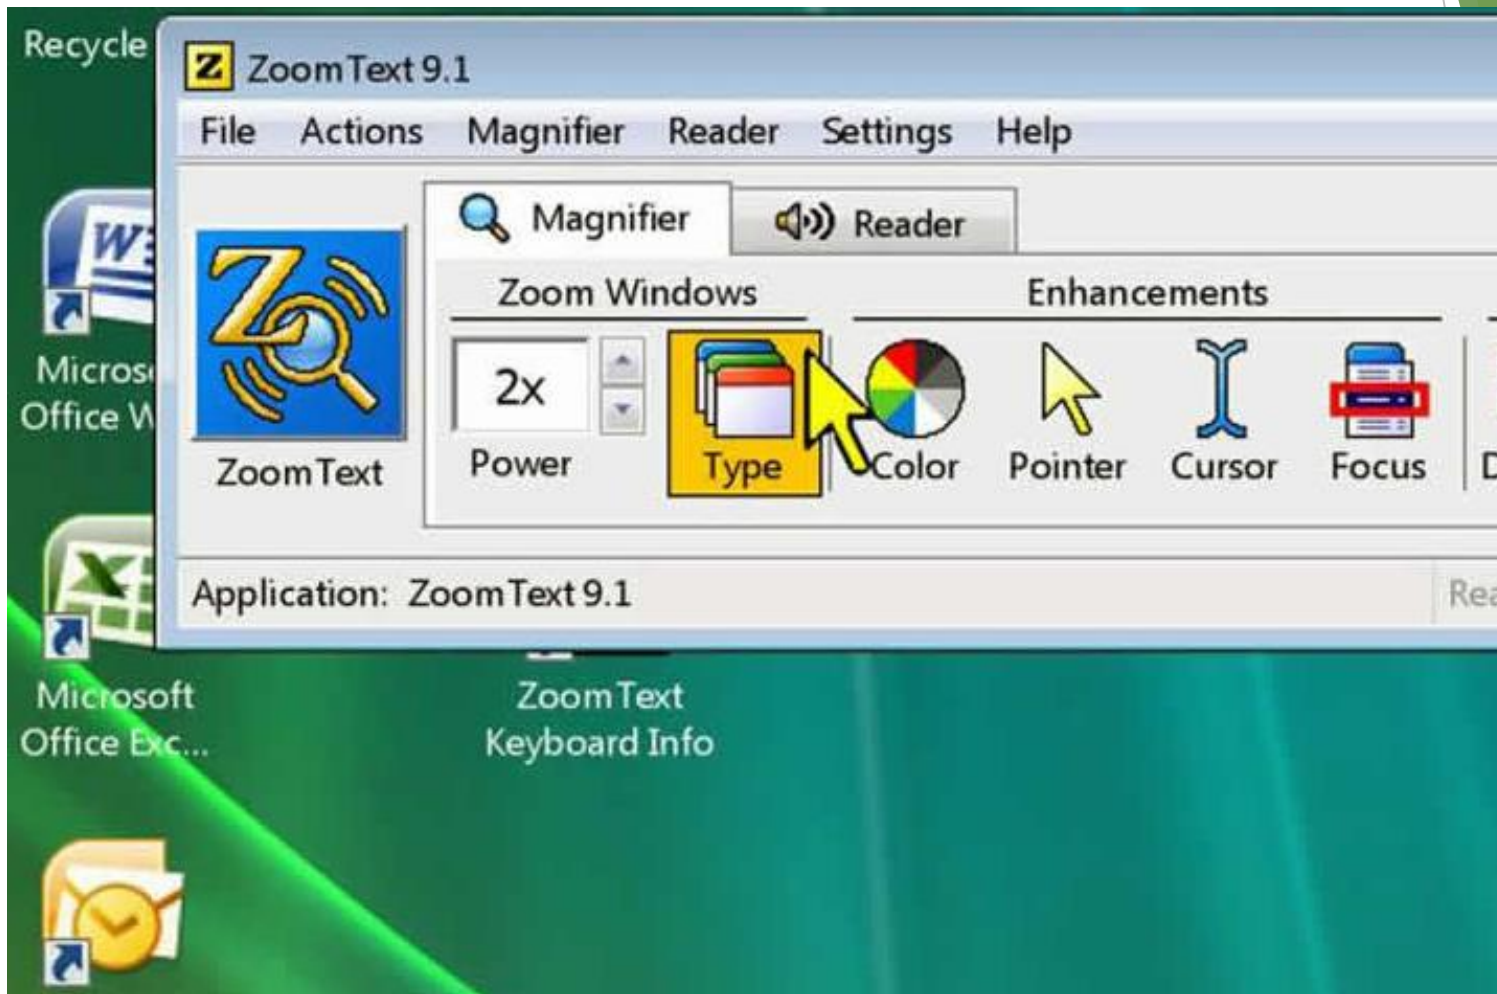 Recycle
Z ZoomText 9.1
File Actions Magnifier Reader Settings Help
Magnifier Reader
Zoom Windows Enhancements
2x
ZoomText Power Type Color Pointer Cursor Focus
Application: ZoomText 9.1
Office
Microsoft
Office Exc...
ZoomText
Keyboard Info